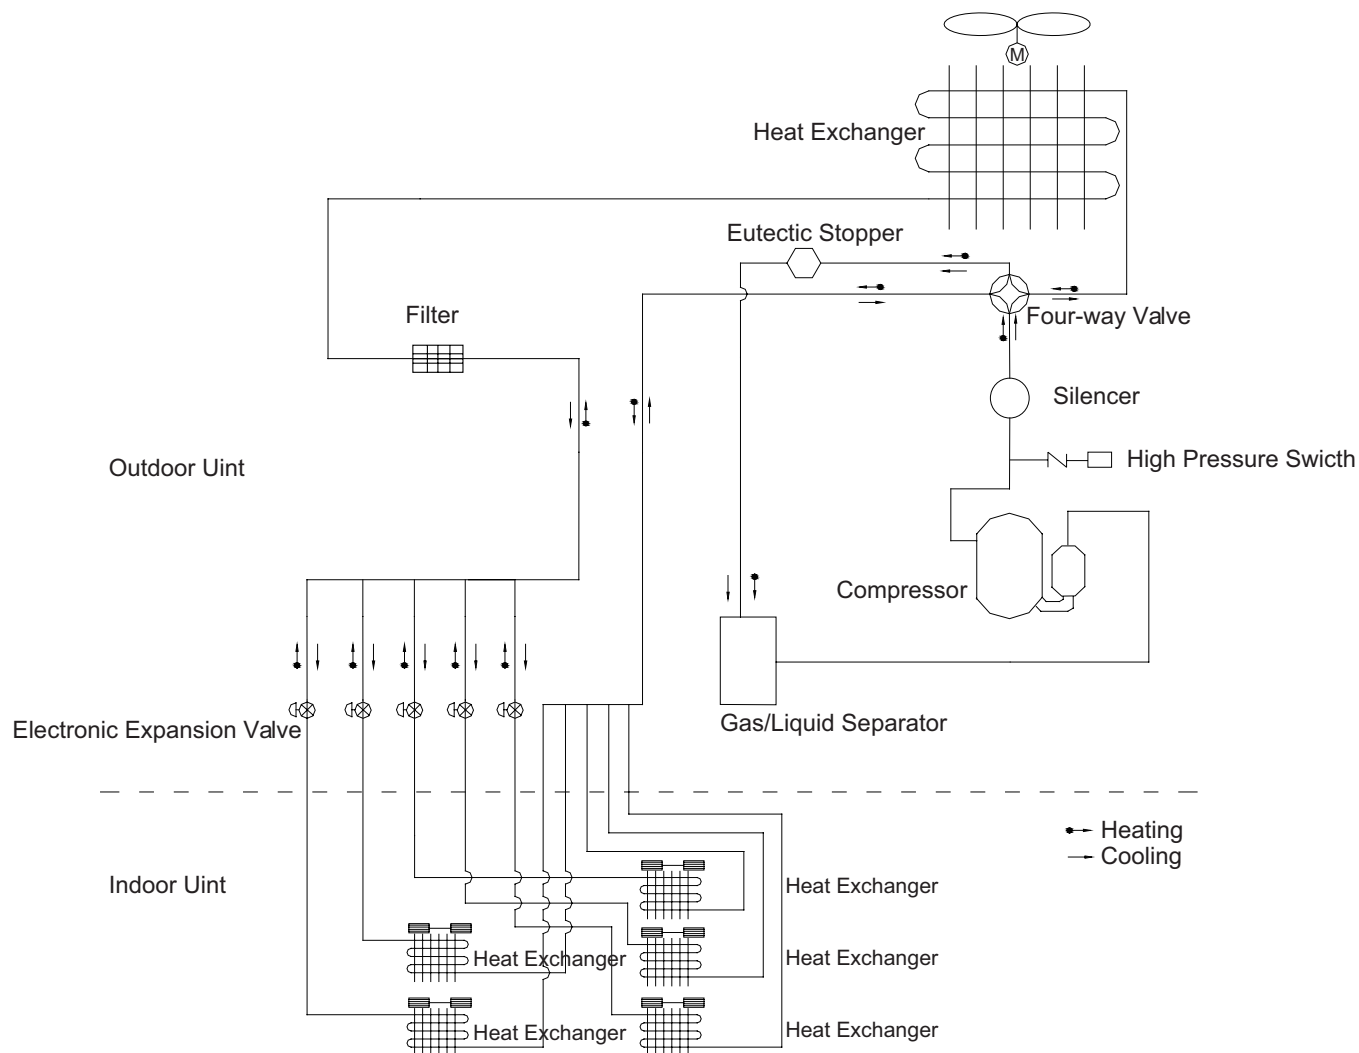 M
Heat Exchanger
Eutectic Stopper
Filter
Four-way Valve
Silencer
High Pressure Swicth
Outdoor Uint
Compressor
Gas/Liquid Separator
Electronic Expansion Valve
Heating
Cooling
Indoor Uint
Heat Exchanger
Heat Exchanger
Heat Exchanger
Heat Exchanger
Heat Exchanger